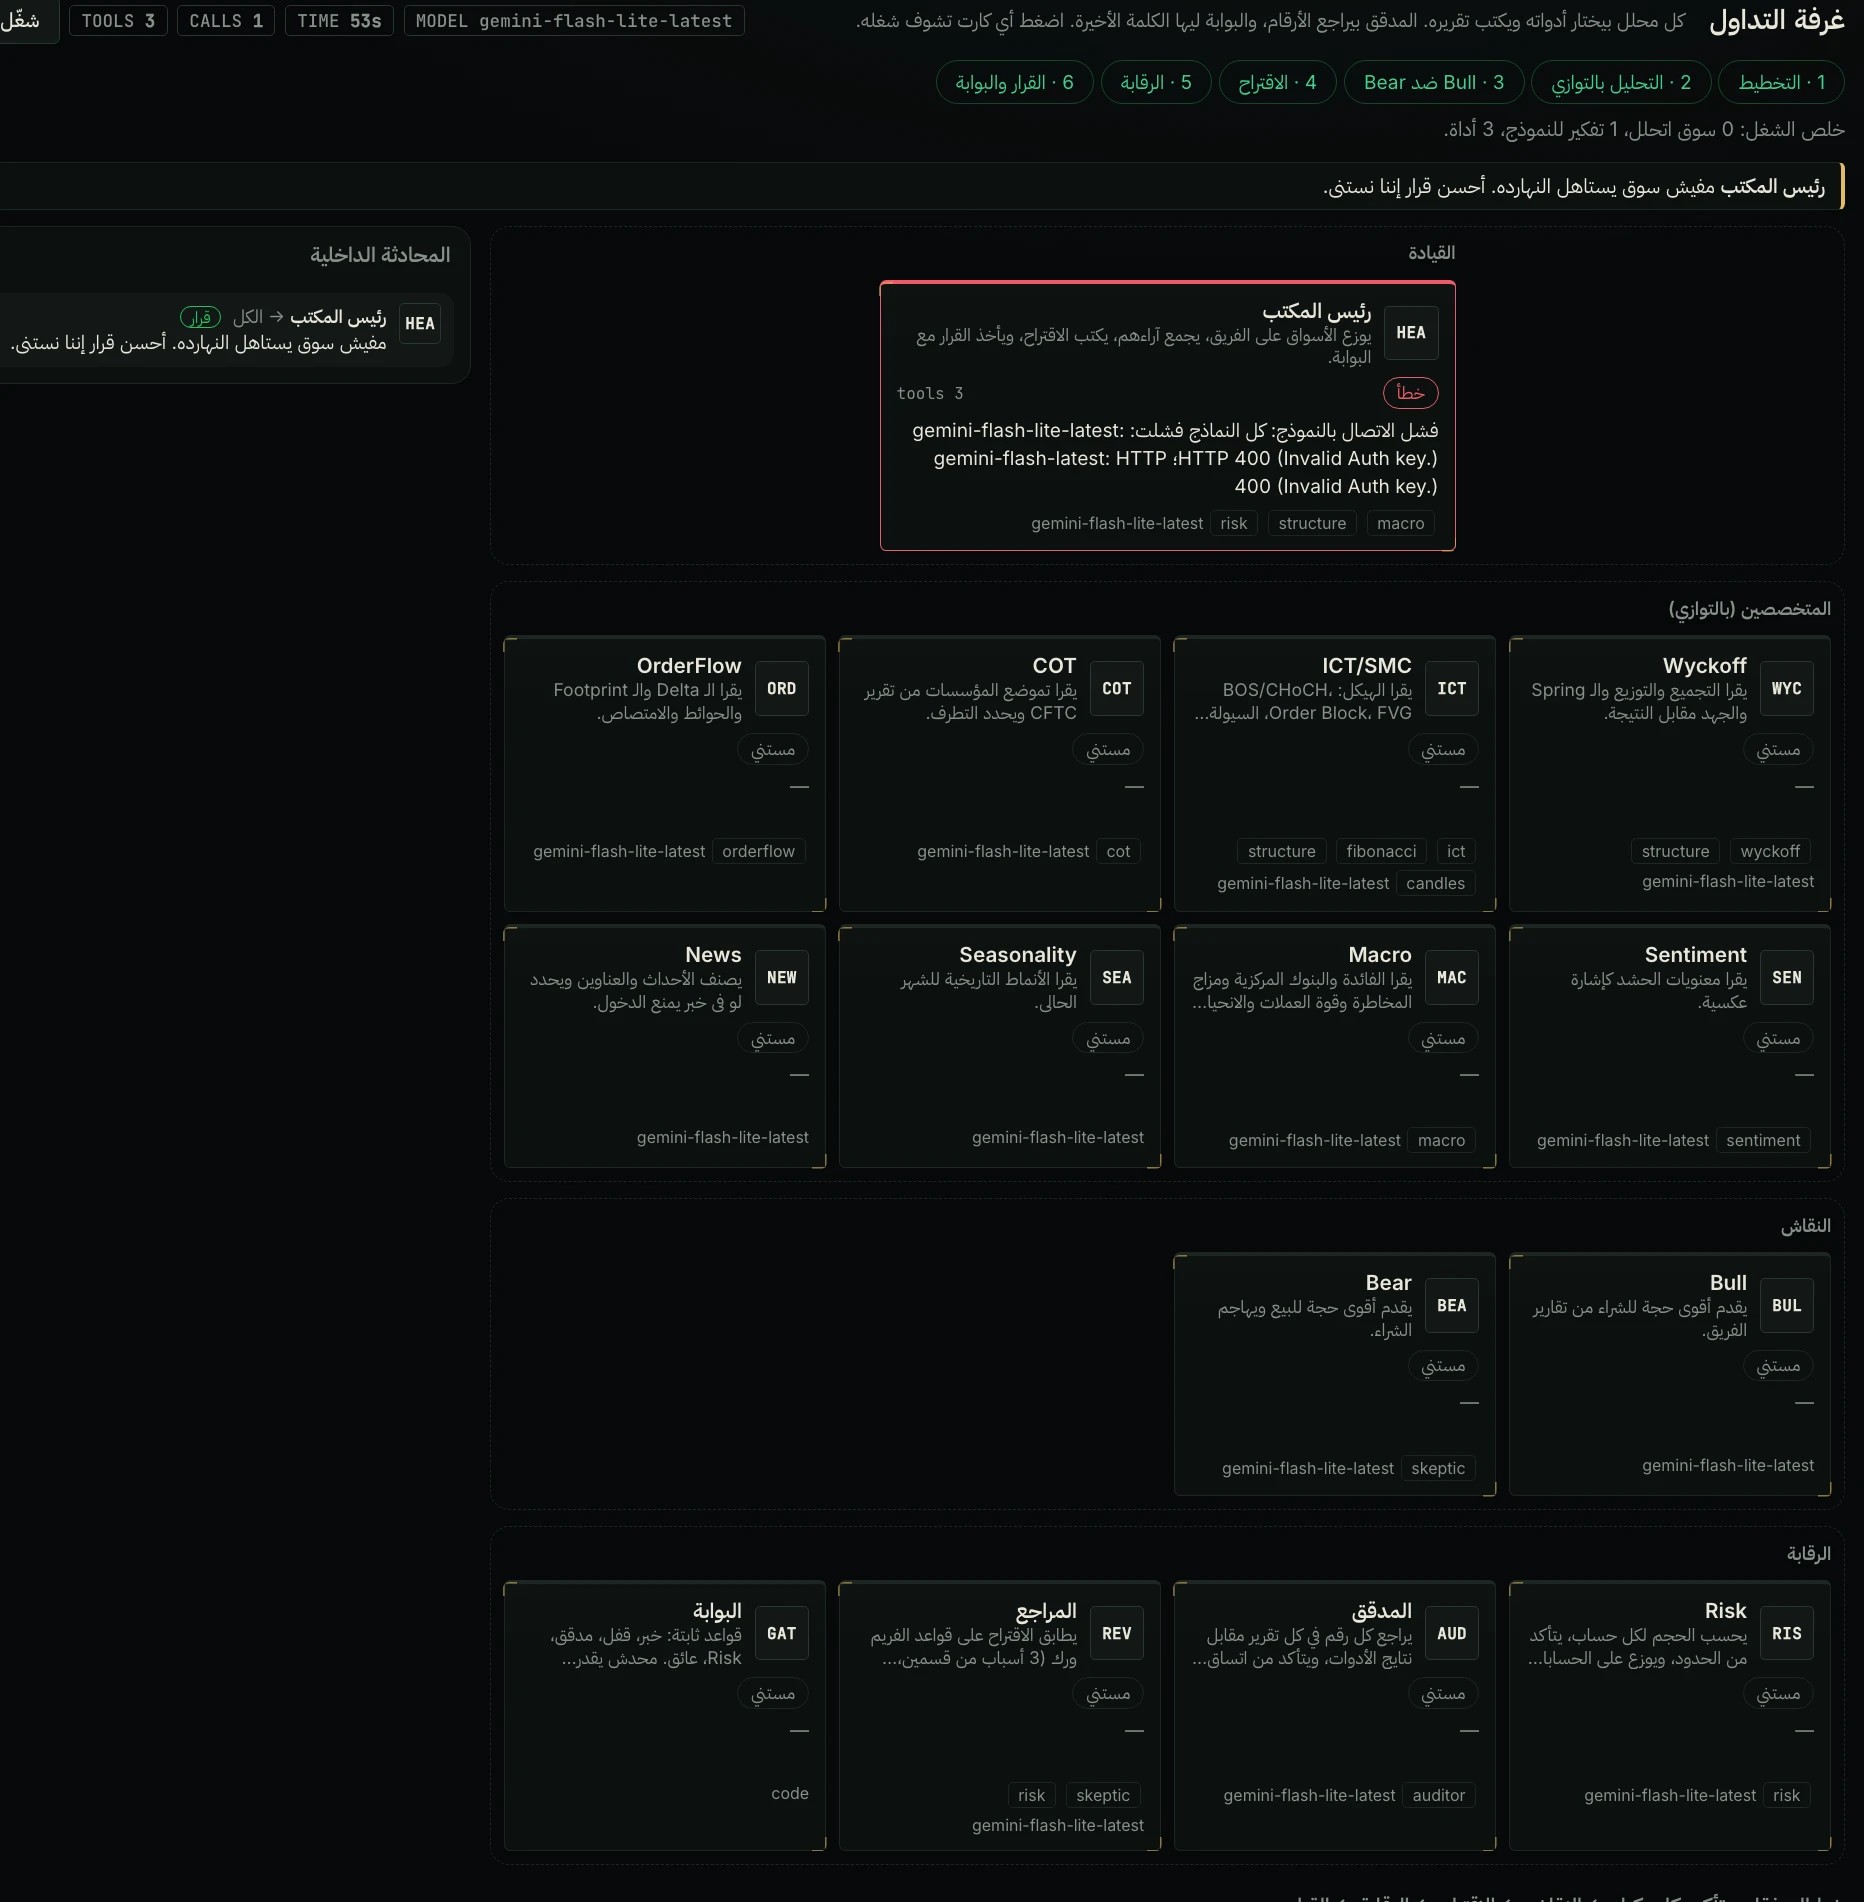 غرفة التداول
كل محلل بيختار أدواته ويكتب تقريره. المدقق بيراجع الأرقام، والبوابة ليها الكلمة الأخيرة. اضغط أي كارت تشوف شغله.
MODEL gemini-flash-lite-latest
TIME 53s
CALLS 1
TOOLS 3
شغّل
1 · التخطيط
2 · التحليل بالتوازي
3 · Bull ضد Bear
4 · الاقتراح
5 · الرقابة
6 · القرار والبوابة
خلص الشغل: 0 سوق اتحلل، 1 تفكير للنموذج، 3 أداة.
رئيس المكتب مفيش سوق يستاهل النهارده. أحسن قرار إننا نستنى.
القيادة
HEA
رئيس المكتب
يوزع الأسواق على الفريق، يجمع آراءهم، يكتب الاقتراح، ويأخذ القرار مع
البوابة.
خطأ
tools 3
فشل الاتصال بالنموذج: كل النماذج فشلت: gemini-flash-lite-latest:
HTTP 400 (Invalid Auth key.)؛ gemini-flash-latest: HTTP
400 (Invalid Auth key.)
macro structure risk gemini-flash-lite-latest
المحادثة الداخلية
HEA
رئيس المكتب → الكل قرار
مفيش سوق يستاهل النهارده. أحسن قرار إننا نستنى.
المتخصصين (بالتوازي)
WYC
Wyckoff
يقرا التجميع والتوزيع والـ Spring
والجهد مقابل النتيجة.
مستني
—
wyckoff structure
gemini-flash-lite-latest
ICT
ICT/SMC
يقرا الهيكل: BOS/CHoCH،
Order Block، FVG، السيولة...
مستني
—
ict fibonacci structure
candles gemini-flash-lite-latest
COT
COT
يقرا تموضع المؤسسات من تقرير
CFTC ويحدد التطرف.
مستني
—
cot gemini-flash-lite-latest
ORD
OrderFlow
يقرا الـ Delta والـ Footprint
والحوائط والامتصاص.
مستني
—
orderflow gemini-flash-lite-latest
SEN
Sentiment
يقرا معنويات الحشد كإشارة
عكسية.
مستني
—
sentiment gemini-flash-lite-latest
MAC
Macro
يقرا الفائدة والبنوك المركزية ومزاج
المخاطرة وقوة العملات والانحيا...
مستني
—
macro gemini-flash-lite-latest
SEA
Seasonality
يقرا الأنماط التاريخية للشهر
الحالي.
مستني
—
gemini-flash-lite-latest
NEW
News
يصنف الأحداث والعناوين ويحدد
لو في خبر يمنع الدخول.
مستني
—
gemini-flash-lite-latest
النقاش
BUL
Bull
يقدم أقوى حجة للشراء من تقارير
الفريق.
مستني
—
gemini-flash-lite-latest
BEA
Bear
يقدم أقوى حجة للبيع ويهاجم
الشراء.
مستني
—
skeptic gemini-flash-lite-latest
الرقابة
RIS
Risk
يحسب الحجم لكل حساب، يتأكد
من الحدود، ويوزع على الحسابا...
مستني
—
risk gemini-flash-lite-latest
AUD
المدقق
يراجع كل رقم في كل تقرير مقابل
نتايج الأدوات، ويتأكد من اتساق...
مستني
—
auditor gemini-flash-lite-latest
REV
المراجع
يطابق الاقتراح على قواعد الفريم
ورك (3 أسباب من قسمين،...
مستني
—
skeptic risk
gemini-flash-lite-latest
GAT
البوابة
قواعد ثابتة: خبر، قفل، مدقق،
Risk، عائق. محدش يقدر...
مستني
—
code